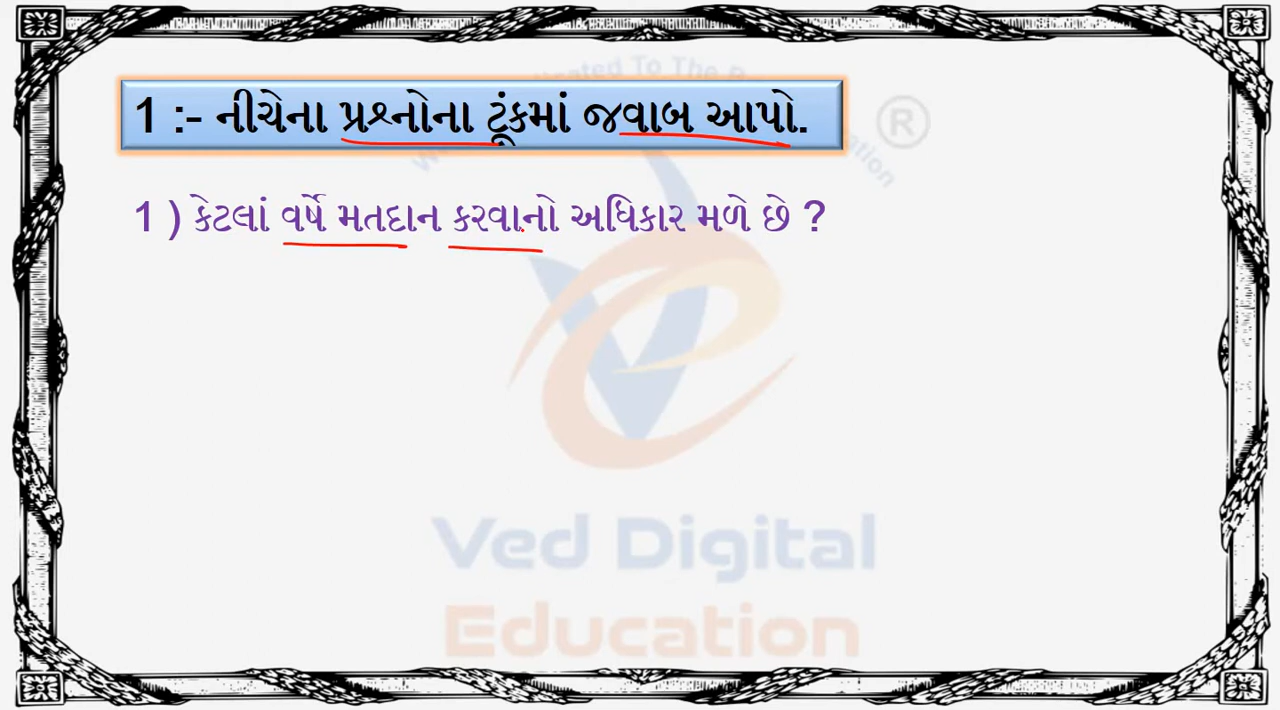 1 :- નીચેના પ્રશ્નોના ટૂંકમાં જવાબ આપો.
1 ) કેટલાં વર્ષે મતદાન કરવાનો અધિકાર મળે છે ?
®
Ved Digital
Education